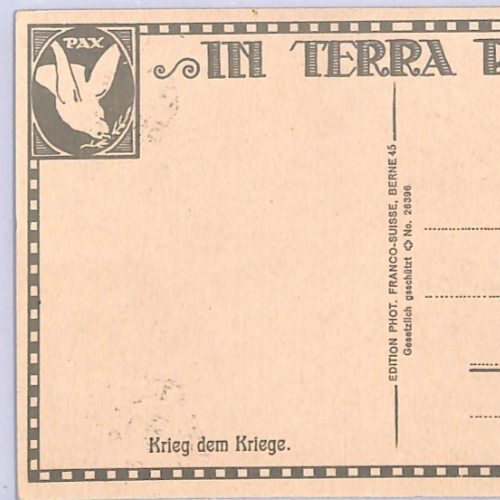 PAX
IN TERRA P
EDITION PHOT. FRANCO-SUISSE, BERNE 45
Gesetzlich geschützt ✚ No. 26396
Krieg dem Kriege.